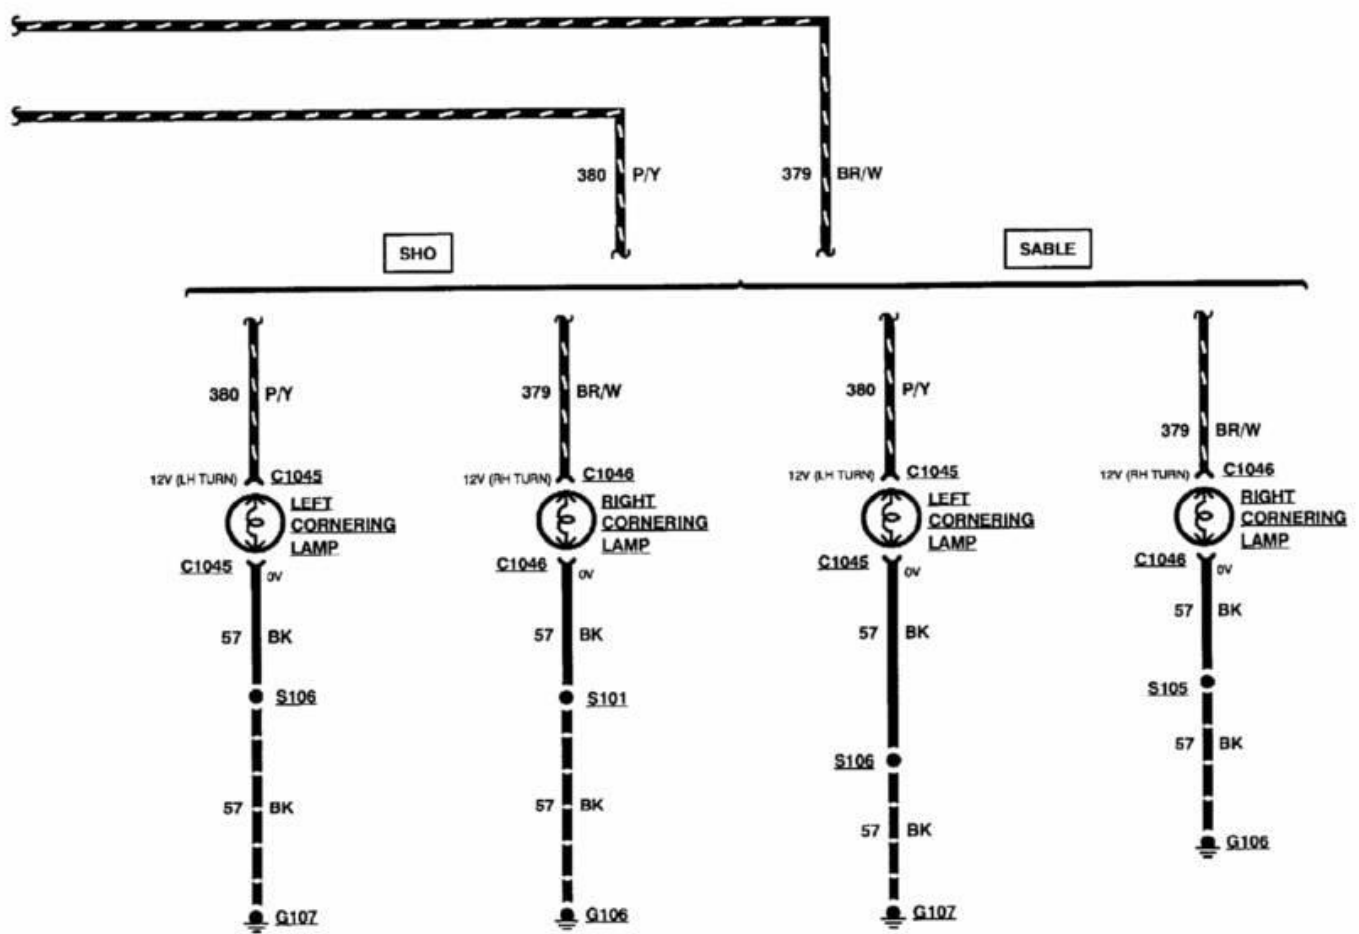 380 P/Y 379 BR/W
SHO SABLE
380 P/Y 379 BR/W 380 P/Y
379 BR/W
12V (LH TURN) C1045 12V (RH TURN) C1046 12V (LH TURN) C1045 12V (RH TURN) C1046
LEFT
CORNERING
LAMP
RIGHT
CORNERING
LAMP
LEFT
CORNERING
LAMP
RIGHT
CORNERING
LAMP
C1045 0V C1046 0V C1045 0V C1046 0V
57 BK 57 BK 57 BK 57 BK
S106 S101 S106 S105
57 BK 57 BK 57 BK 57 BK
G107 G106 G107 G106